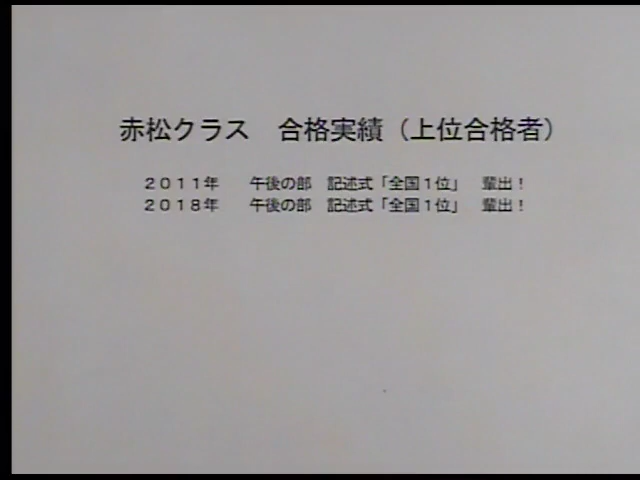 赤松クラス　合格実績（上位合格者）
２０１１年　　午後の部　記述式「全国１位」　輩出！
２０１８年　　午後の部　記述式「全国１位」　輩出！